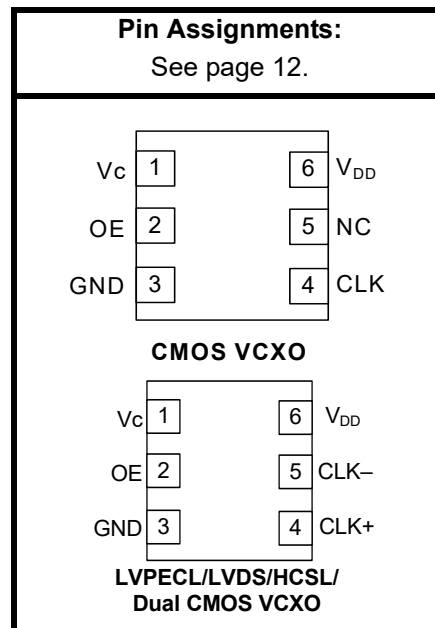 Pin Assignments:
See page 12.
Vc 1 6 VDD
OE 2 5 NC
GND 3 4 CLK
CMOS VCXO
Vc 1 6 VDD
OE 2 5 CLK–
GND 3 4 CLK+
LVPECL/LVDS/HCSL/
Dual CMOS VCXO